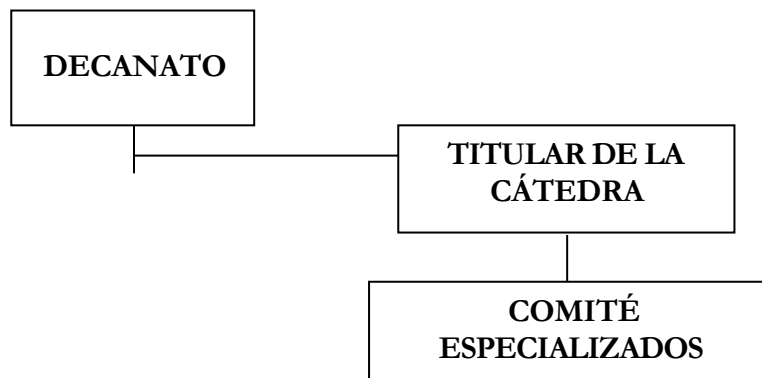 DECANATO
TITULAR DE LA
CÁTEDRA
COMITÉ
ESPECIALIZADOS